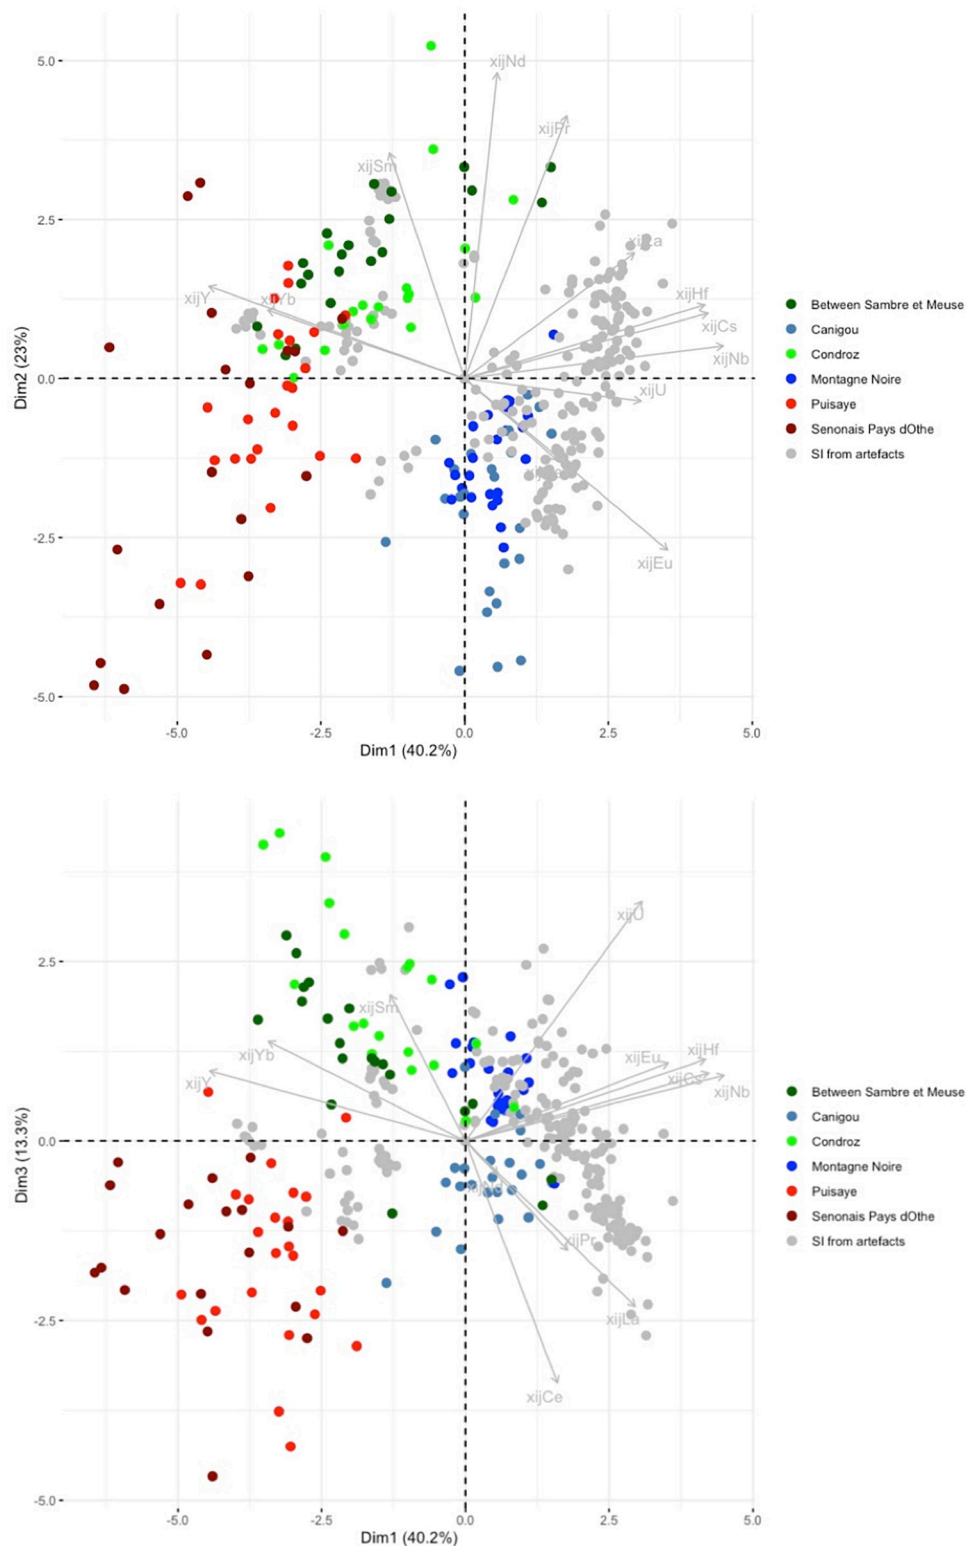 5.0
xijNd
xijPr
xijSm
2.5
xijLa
xijY
xijYb
xijHf
xijCs
xijNb
Dim2 (23%)
0.0
xijU
-2.5
xijEu
-5.0
-5.0 -2.5 0.0 2.5 5.0
Dim1 (40.2%)
Between Sambre et Meuse
Canigou
Condroz
Montagne Noire
Puisaye
Senonais Pays dOthe
SI from artefacts
xijU
2.5
xijSm
xijYb
xijEu
xijHf
xijY
xijCs
xijNb
Dim3 (13.3%)
0.0
xijNd
xijPr
-2.5
xijLa
xijCe
-5.0
-5.0 -2.5 0.0 2.5 5.0
Dim1 (40.2%)
Between Sambre et Meuse
Canigou
Condroz
Montagne Noire
Puisaye
Senonais Pays dOthe
SI from artefacts